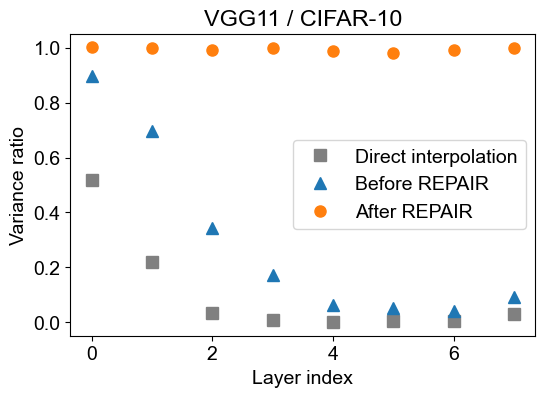 VGG11 / CIFAR-10
Variance ratio
1.0
0.8
0.6
0.4
0.2
0.0
Direct interpolation
Before REPAIR
After REPAIR
0 2 4 6
Layer index